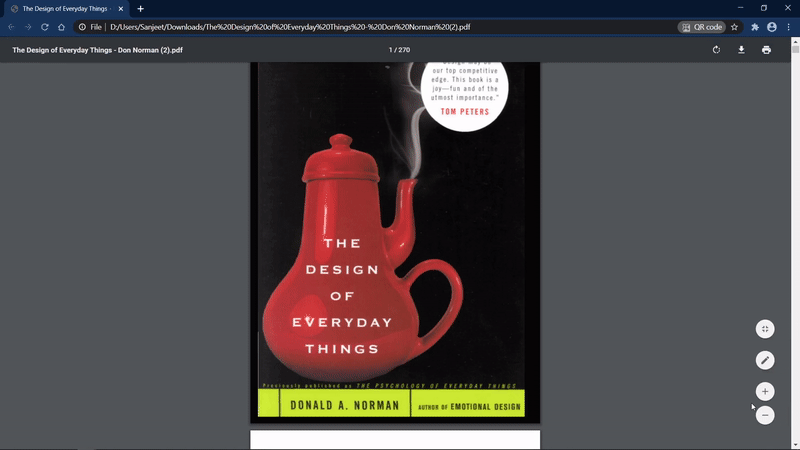 The Design of Everyday Things -
File
D:/Users/Sanjeet/Downloads/The%20Design%20of%20Everyday%20Things%20-%20Don%20Norman%20(2).pdf
QR code
The Design of Everyday Things - Don Norman (2).pdf
1 / 270
our top competitive
edge. This book is a
joy—fun and of the
utmost importance."
TOM PETERS
THE
DESIGN
OF
EVERYDAY
THINGS
Previously published as THE PSYCHOLOGY OF EVERYDAY THINGS
DONALD A. NORMAN
AUTHOR OF EMOTIONAL DESIGN